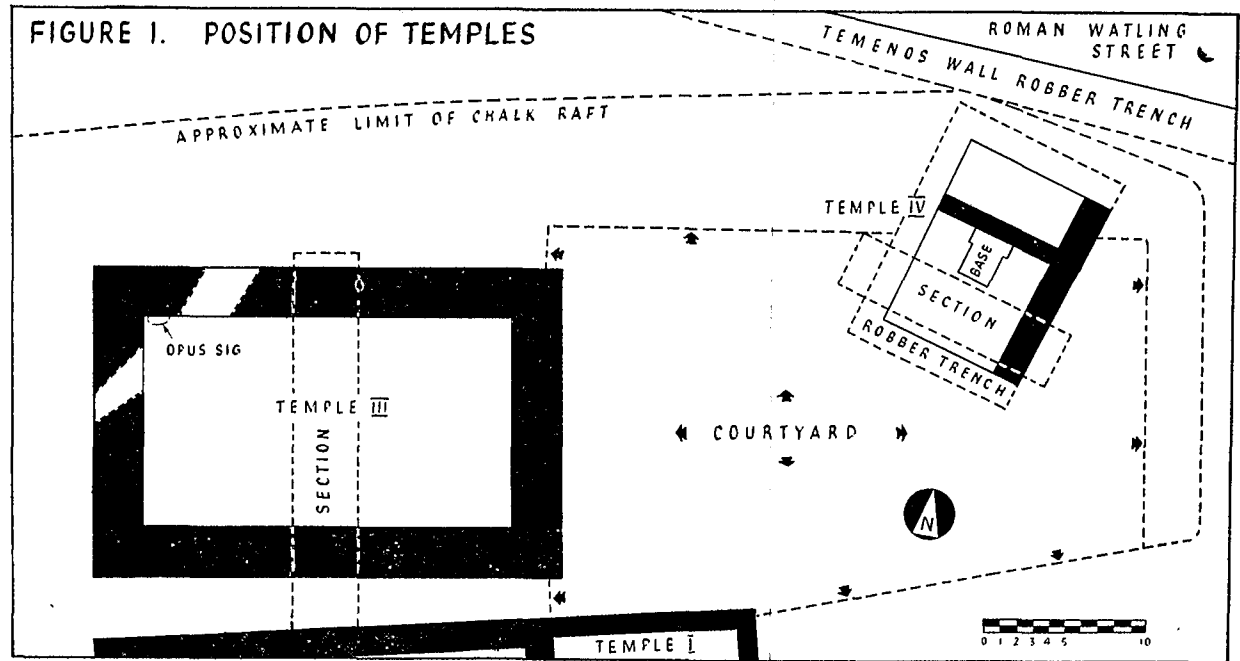 FIGURE 1. POSITION OF TEMPLES
ROMAN WATLING
STREET
TEMENOS WALL ROBBER TRENCH
APPROXIMATE LIMIT OF CHALK RAFT
TEMPLE IV
BASE
SECTION
ROBBER TRENCH
OPUS SIG
TEMPLE III
SECTION
COURTYARD
N
TEMPLE I
0 1 2 3 4 5 10